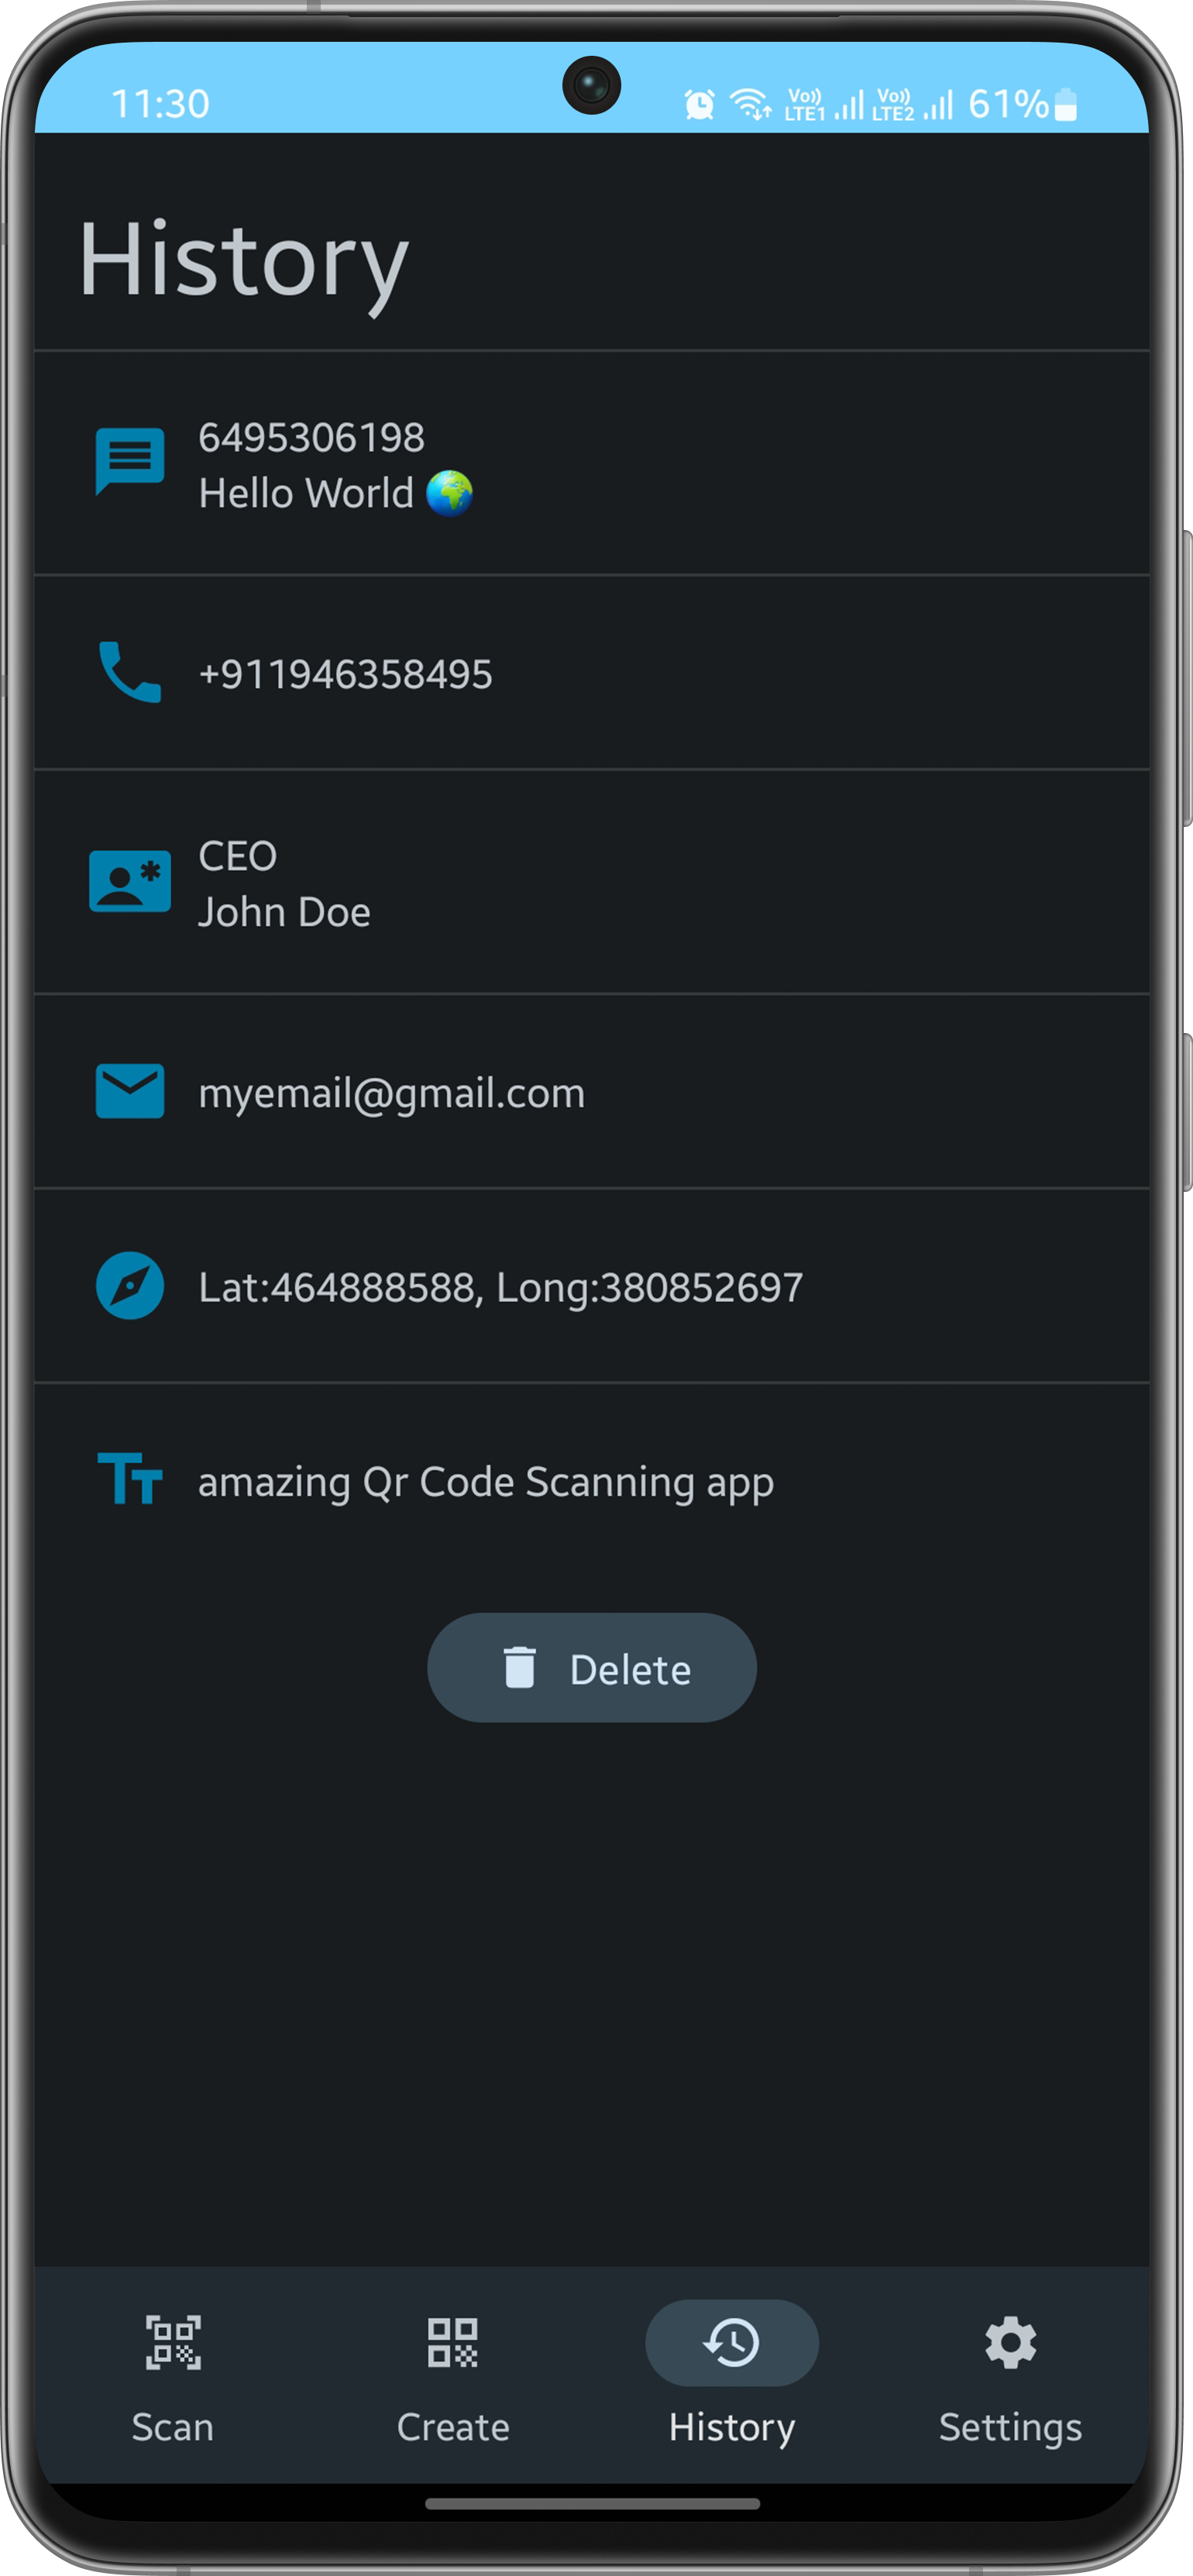 11:30 Vo)) LTE1 Vo)) LTE2 61%
History
6495306198
Hello World 🌍
+911946358495
CEO
John Doe
myemail@gmail.com
Lat:464888588, Long:380852697
amazing Qr Code Scanning app
Delete
Scan Create History Settings